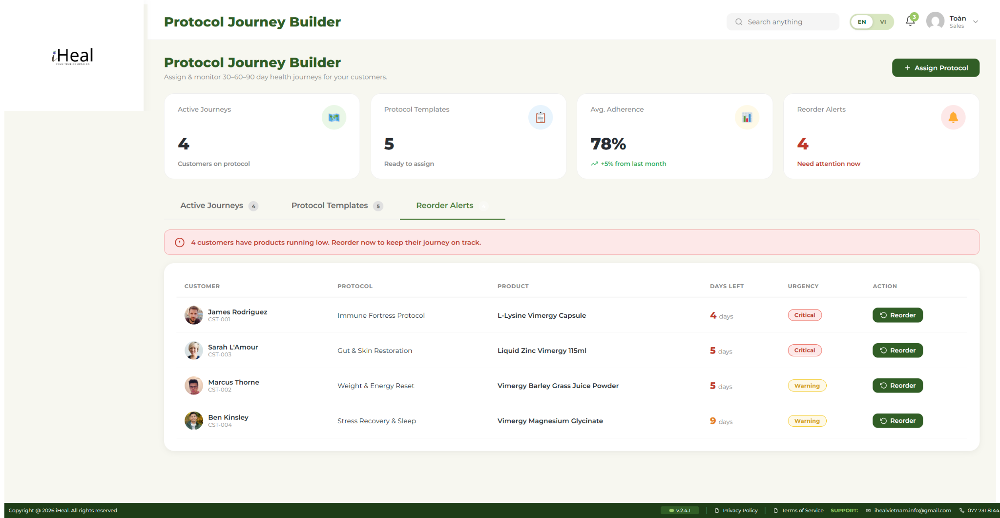 iHeal
YOUR TRUE COMPANION
Protocol Journey Builder
Search anything
EN VI
3
Toàn
Sales
Protocol Journey Builder
Assign & monitor 30–60–90 day health journeys for your customers.
+ Assign Protocol
Active Journeys
4
Customers on protocol
Protocol Templates
5
Ready to assign
Avg. Adherence
78%
+5% from last month
Reorder Alerts
4
Need attention now
Active Journeys 4
Protocol Templates 5
Reorder Alerts
4 customers have products running low. Reorder now to keep their journey on track.
CUSTOMER PROTOCOL PRODUCT DAYS LEFT URGENCY ACTION
James Rodriguez
CST-001
Immune Fortress Protocol
L-Lysine Vimergy Capsule
4 days
Critical
Reorder
Sarah L'Amour
CST-003
Gut & Skin Restoration
Liquid Zinc Vimergy 115ml
5 days
Critical
Reorder
Marcus Thorne
CST-002
Weight & Energy Reset
Vimergy Barley Grass Juice Powder
5 days
Warning
Reorder
Ben Kinsley
CST-004
Stress Recovery & Sleep
Vimergy Magnesium Glycinate
9 days
Warning
Reorder
Copyright @ 2026 iHeal. All rights reserved
v.2.4.1
Privacy Policy
Terms of Service
SUPPORT:
ihealvietnam.info@gmail.com
077 731 8144